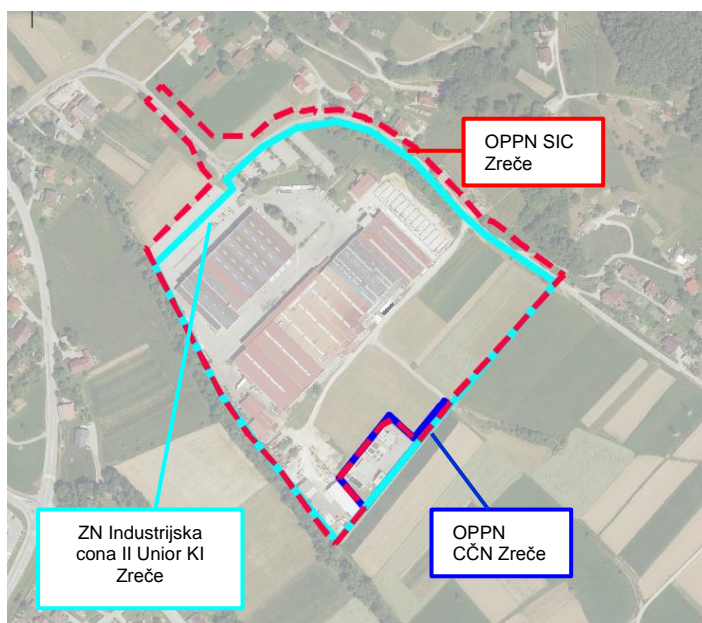 OPPN SIC
Zreče
ZN Industrijska
cona II Unior KI
Zreče
OPPN
CČN Zreče